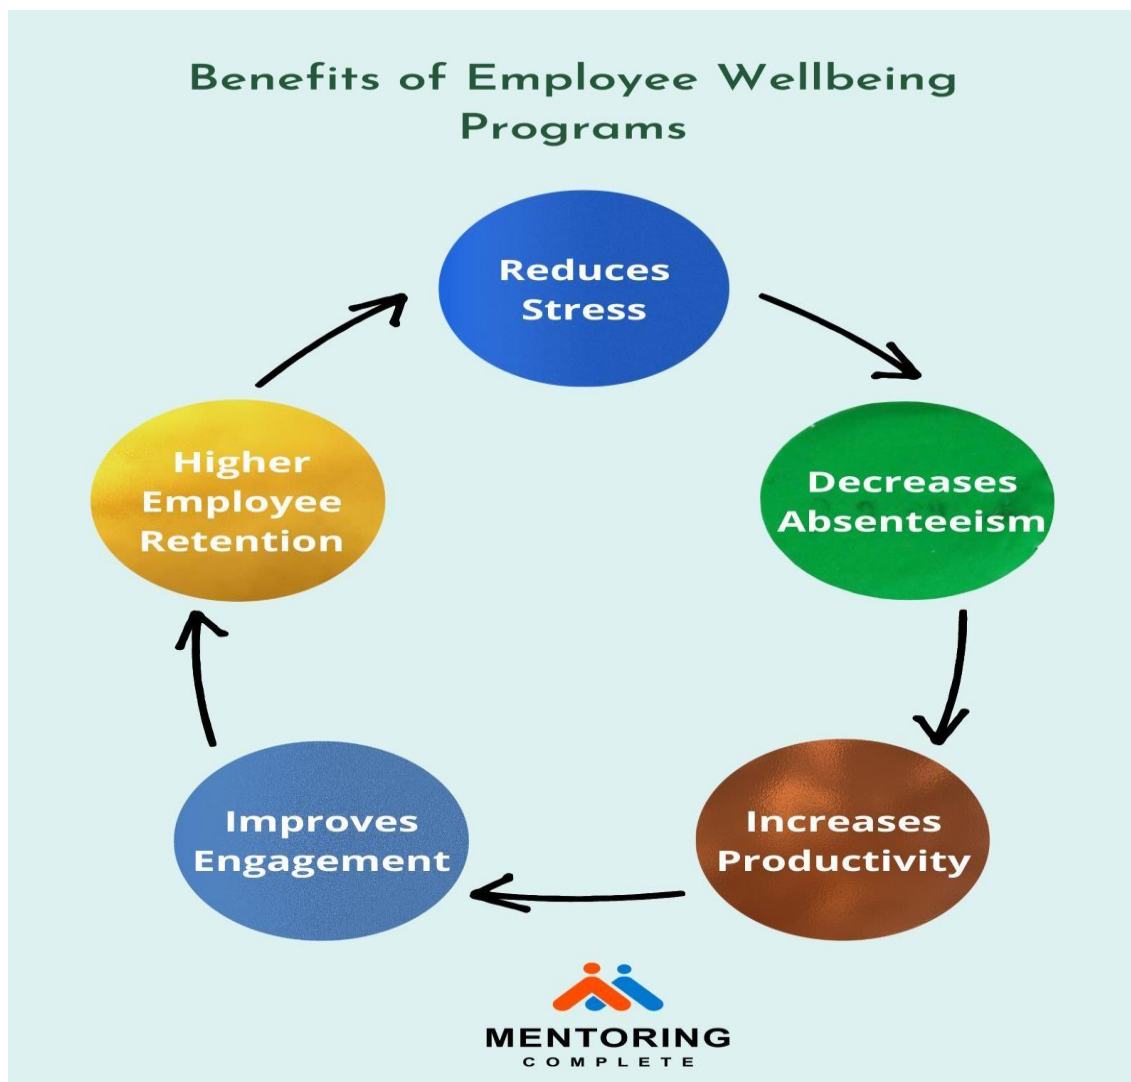 Benefits of Employee Wellbeing
Programs
Reduces
Stress
Decreases
Absenteeism
Increases
Productivity
Improves
Engagement
Higher
Employee
Retention
MENTORING
COMPLETE